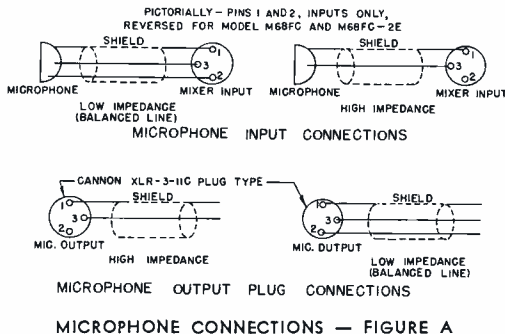 PICTORIALLY – PINS 1 AND 2, INPUTS ONLY,
REVERSED FOR MODEL M68FC AND M68FC-2E
SHIELD
1
3
2
MICROPHONE
MIXER INPUT
LOW IMPEDANCE
(BALANCED LINE)
SHIELD
1
3
2
MICROPHONE
MIXER INPUT
HIGH IMPEDANCE
MICROPHONE INPUT CONNECTIONS
CANNON XLR-3-11C PLUG TYPE
SHIELD
1
3
2
MIC. OUTPUT
HIGH IMPEDANCE
SHIELD
1
3
2
MIC. OUTPUT
LOW IMPEDANCE
(BALANCED LINE)
MICROPHONE OUTPUT PLUG CONNECTIONS
MICROPHONE CONNECTIONS — FIGURE A